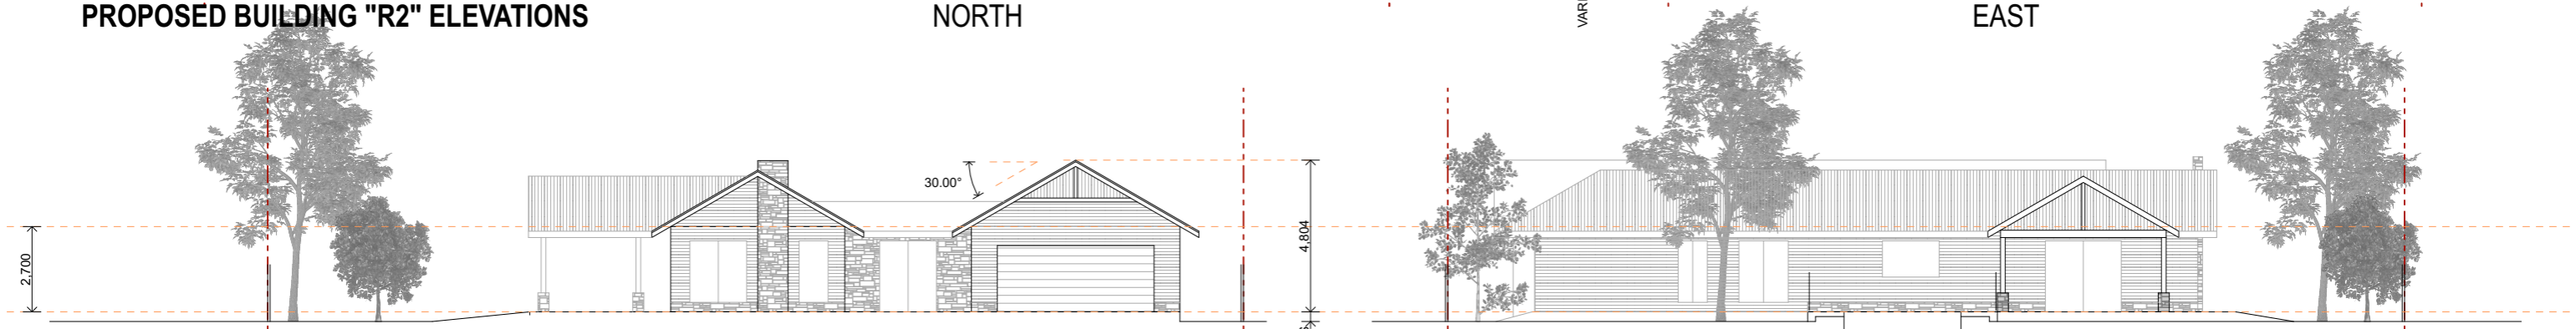 PROPOSED BUILDING "R2" ELEVATIONS
NORTH
EAST
30.00°
2,700
4,804